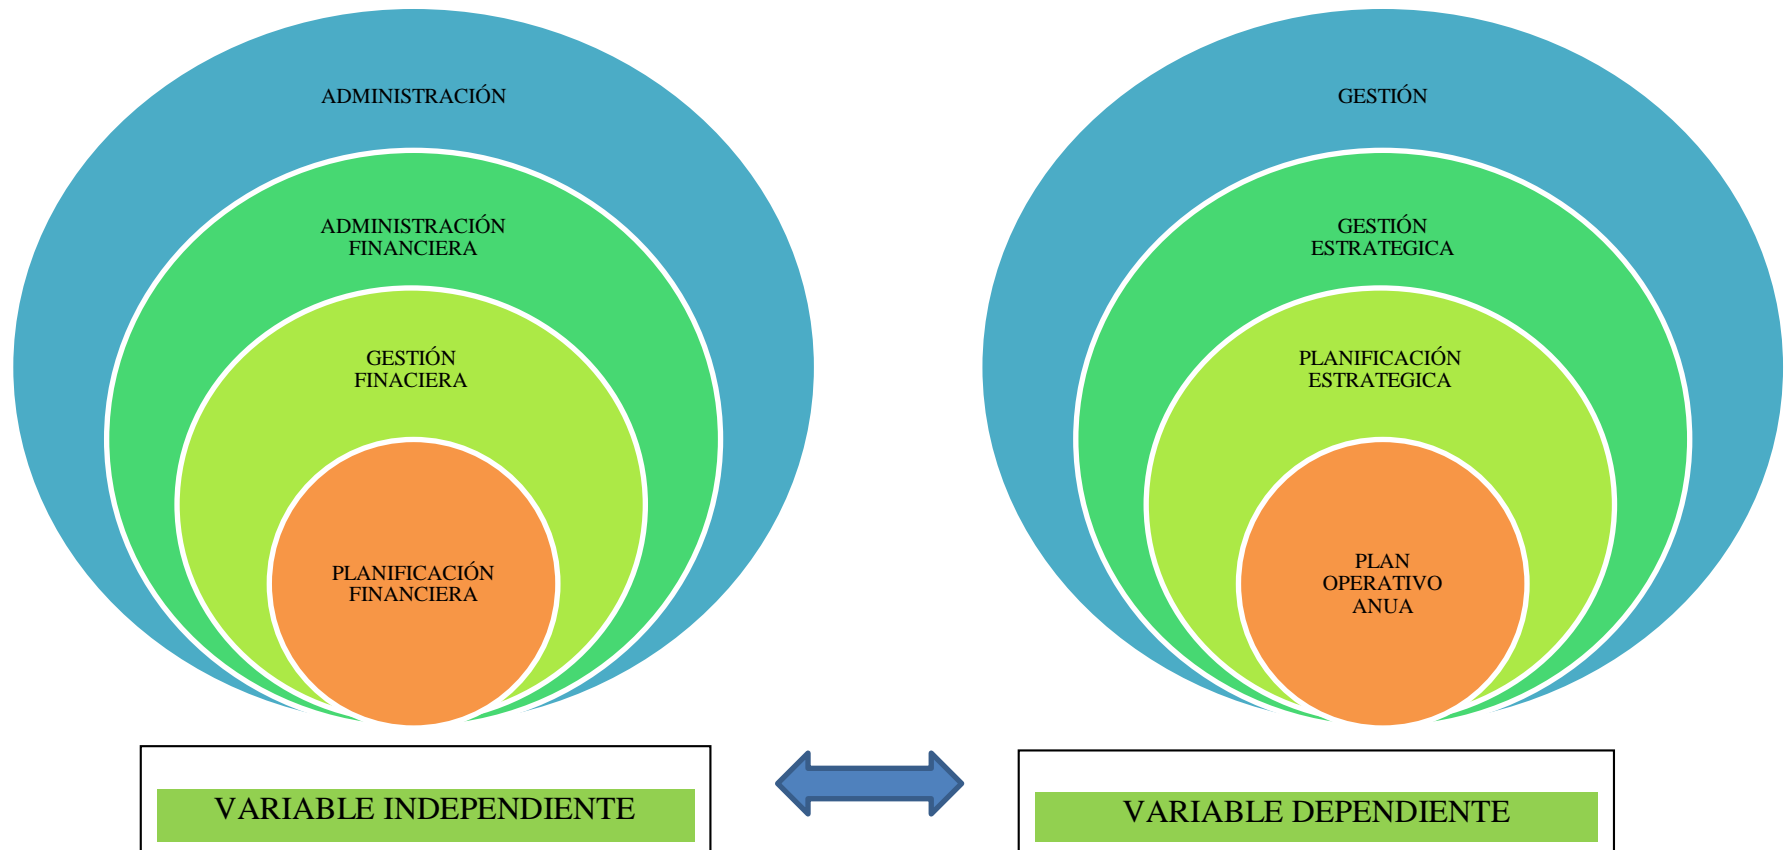 ADMINISTRACIÓN
ADMINISTRACIÓN
FINANCIERA
GESTIÓN
FINACIERA
PLANIFICACIÓN
FINANCIERA
VARIABLE INDEPENDIENTE
GESTIÓN
GESTIÓN
ESTRATEGICA
PLANIFICACIÓN
ESTRATEGICA
PLAN
OPERATIVO
ANUA
VARIABLE DEPENDIENTE